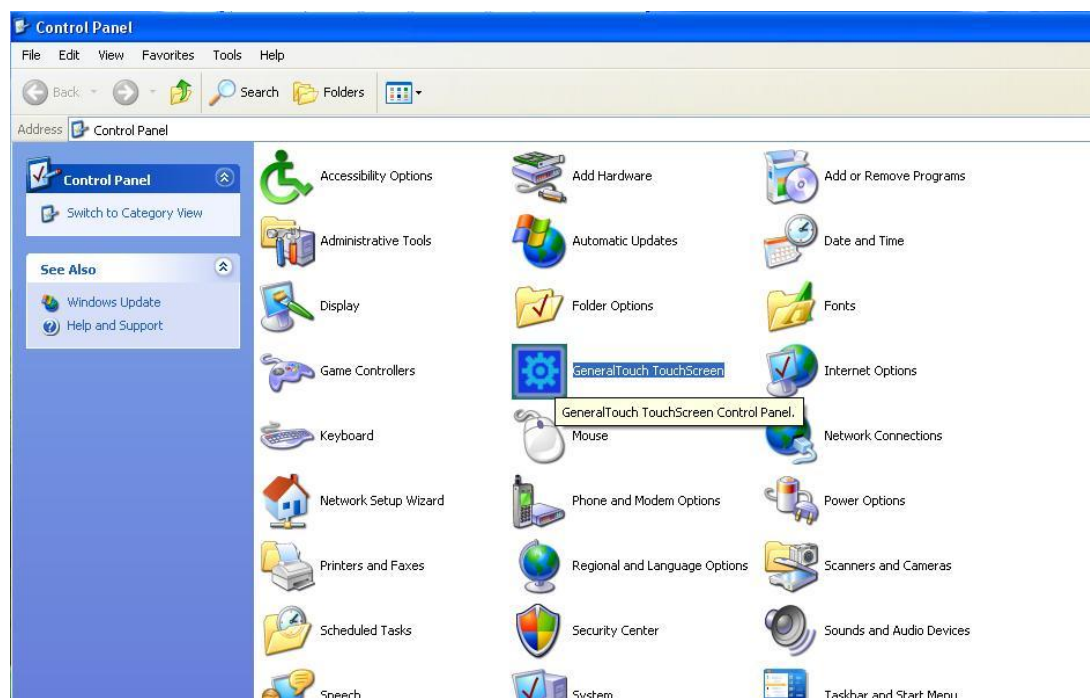 Control Panel
File Edit View Favorites Tools Help
Back Search Folders
Address Control Panel
Control Panel
Switch to Category View
See Also
Windows Update
Help and Support
Accessibility Options Add Hardware Add or Remove Programs
Administrative Tools Automatic Updates Date and Time
Display Folder Options Fonts
Game Controllers GeneralTouch TouchScreen Internet Options
GeneralTouch TouchScreen Control Panel.
Keyboard Mouse Network Connections
Network Setup Wizard Phone and Modem Options Power Options
Printers and Faxes Regional and Language Options Scanners and Cameras
Scheduled Tasks Security Center Sounds and Audio Devices
Speech System Taskbar and Start Menu